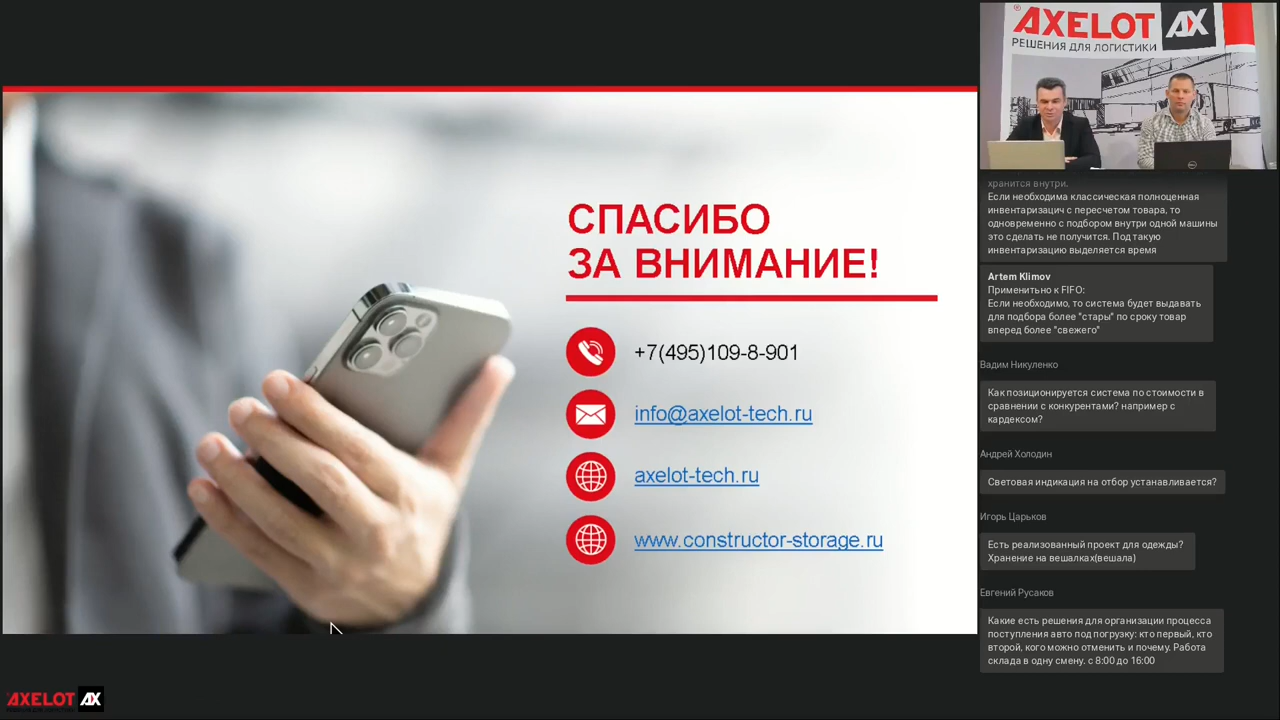 СПАСИБО
ЗА ВНИМАНИЕ!
+7(495)109-8-901
info@axelot-tech.ru
axelot-tech.ru
www.constructor-storage.ru
AXELOT AX
AXELOT AX
РЕШЕНИЯ ДЛЯ ЛОГИСТИКИ
хранится внутри.
Если необходима классическая полноценная
инвентаризацич с пересчетом товара, то
одновременно с подбором внутри одной машины
это сделать не получится. Под такую
инвентаризацию выделяется время
Artem Klimov
Применитьно к FIFO:
Если необходимо, то система будет выдавать
для подбора более "стары" по сроку товар
вперед более "свежего"
Вадим Никуленко
Как позиционируется система по стоимости в
сравнении с конкурентами? например с
кардексом?
Андрей Холодин
Световая индикация на отбор устанавливается?
Игорь Царьков
Есть реализованный проект для одежды?
Хранение на вешалках(вешала)
Евгений Русаков
Какие есть решения для организации процесса
поступления авто под погрузку: кто первый, кто
второй, кого можно отменить и почему. Работа
склада в одну смену. с 8:00 до 16:00